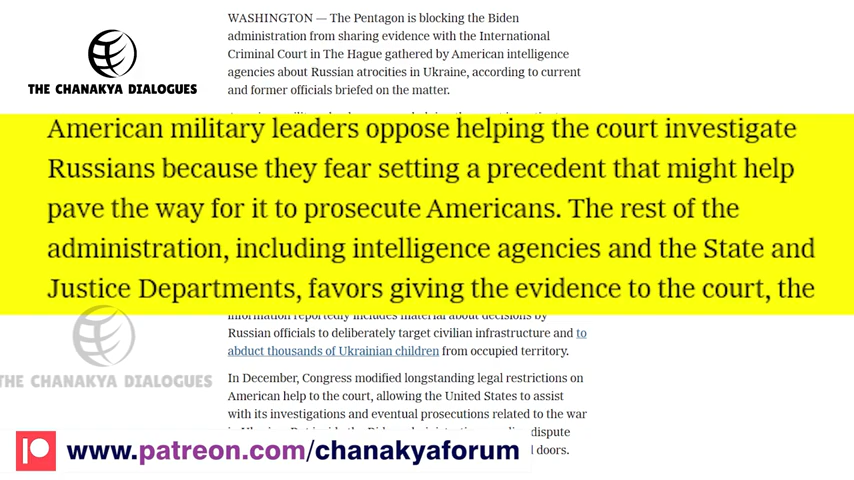 WASHINGTON — The Pentagon is blocking the Biden
administration from sharing evidence with the International
Criminal Court in The Hague gathered by American intelligence
agencies about Russian atrocities in Ukraine, according to current
and former officials briefed on the matter.
THE CHANAKYA DIALOGUES
American military leaders oppose helping the court investigate
Russians because they fear setting a precedent that might help
pave the way for it to prosecute Americans. The rest of the
administration, including intelligence agencies and the State and
Justice Departments, favors giving the evidence to the court, the
information reportedly includes material about decisions by
Russian officials to deliberately target civilian infrastructure and to
abduct thousands of Ukrainian children from occupied territory.
THE CHANAKYA DIALOGUES
In December, Congress modified longstanding legal restrictions on
American help to the court, allowing the United States to assist
with its investigations and eventual prosecutions related to the war
dispute
doors.
www.patreon.com/chanakyaforum